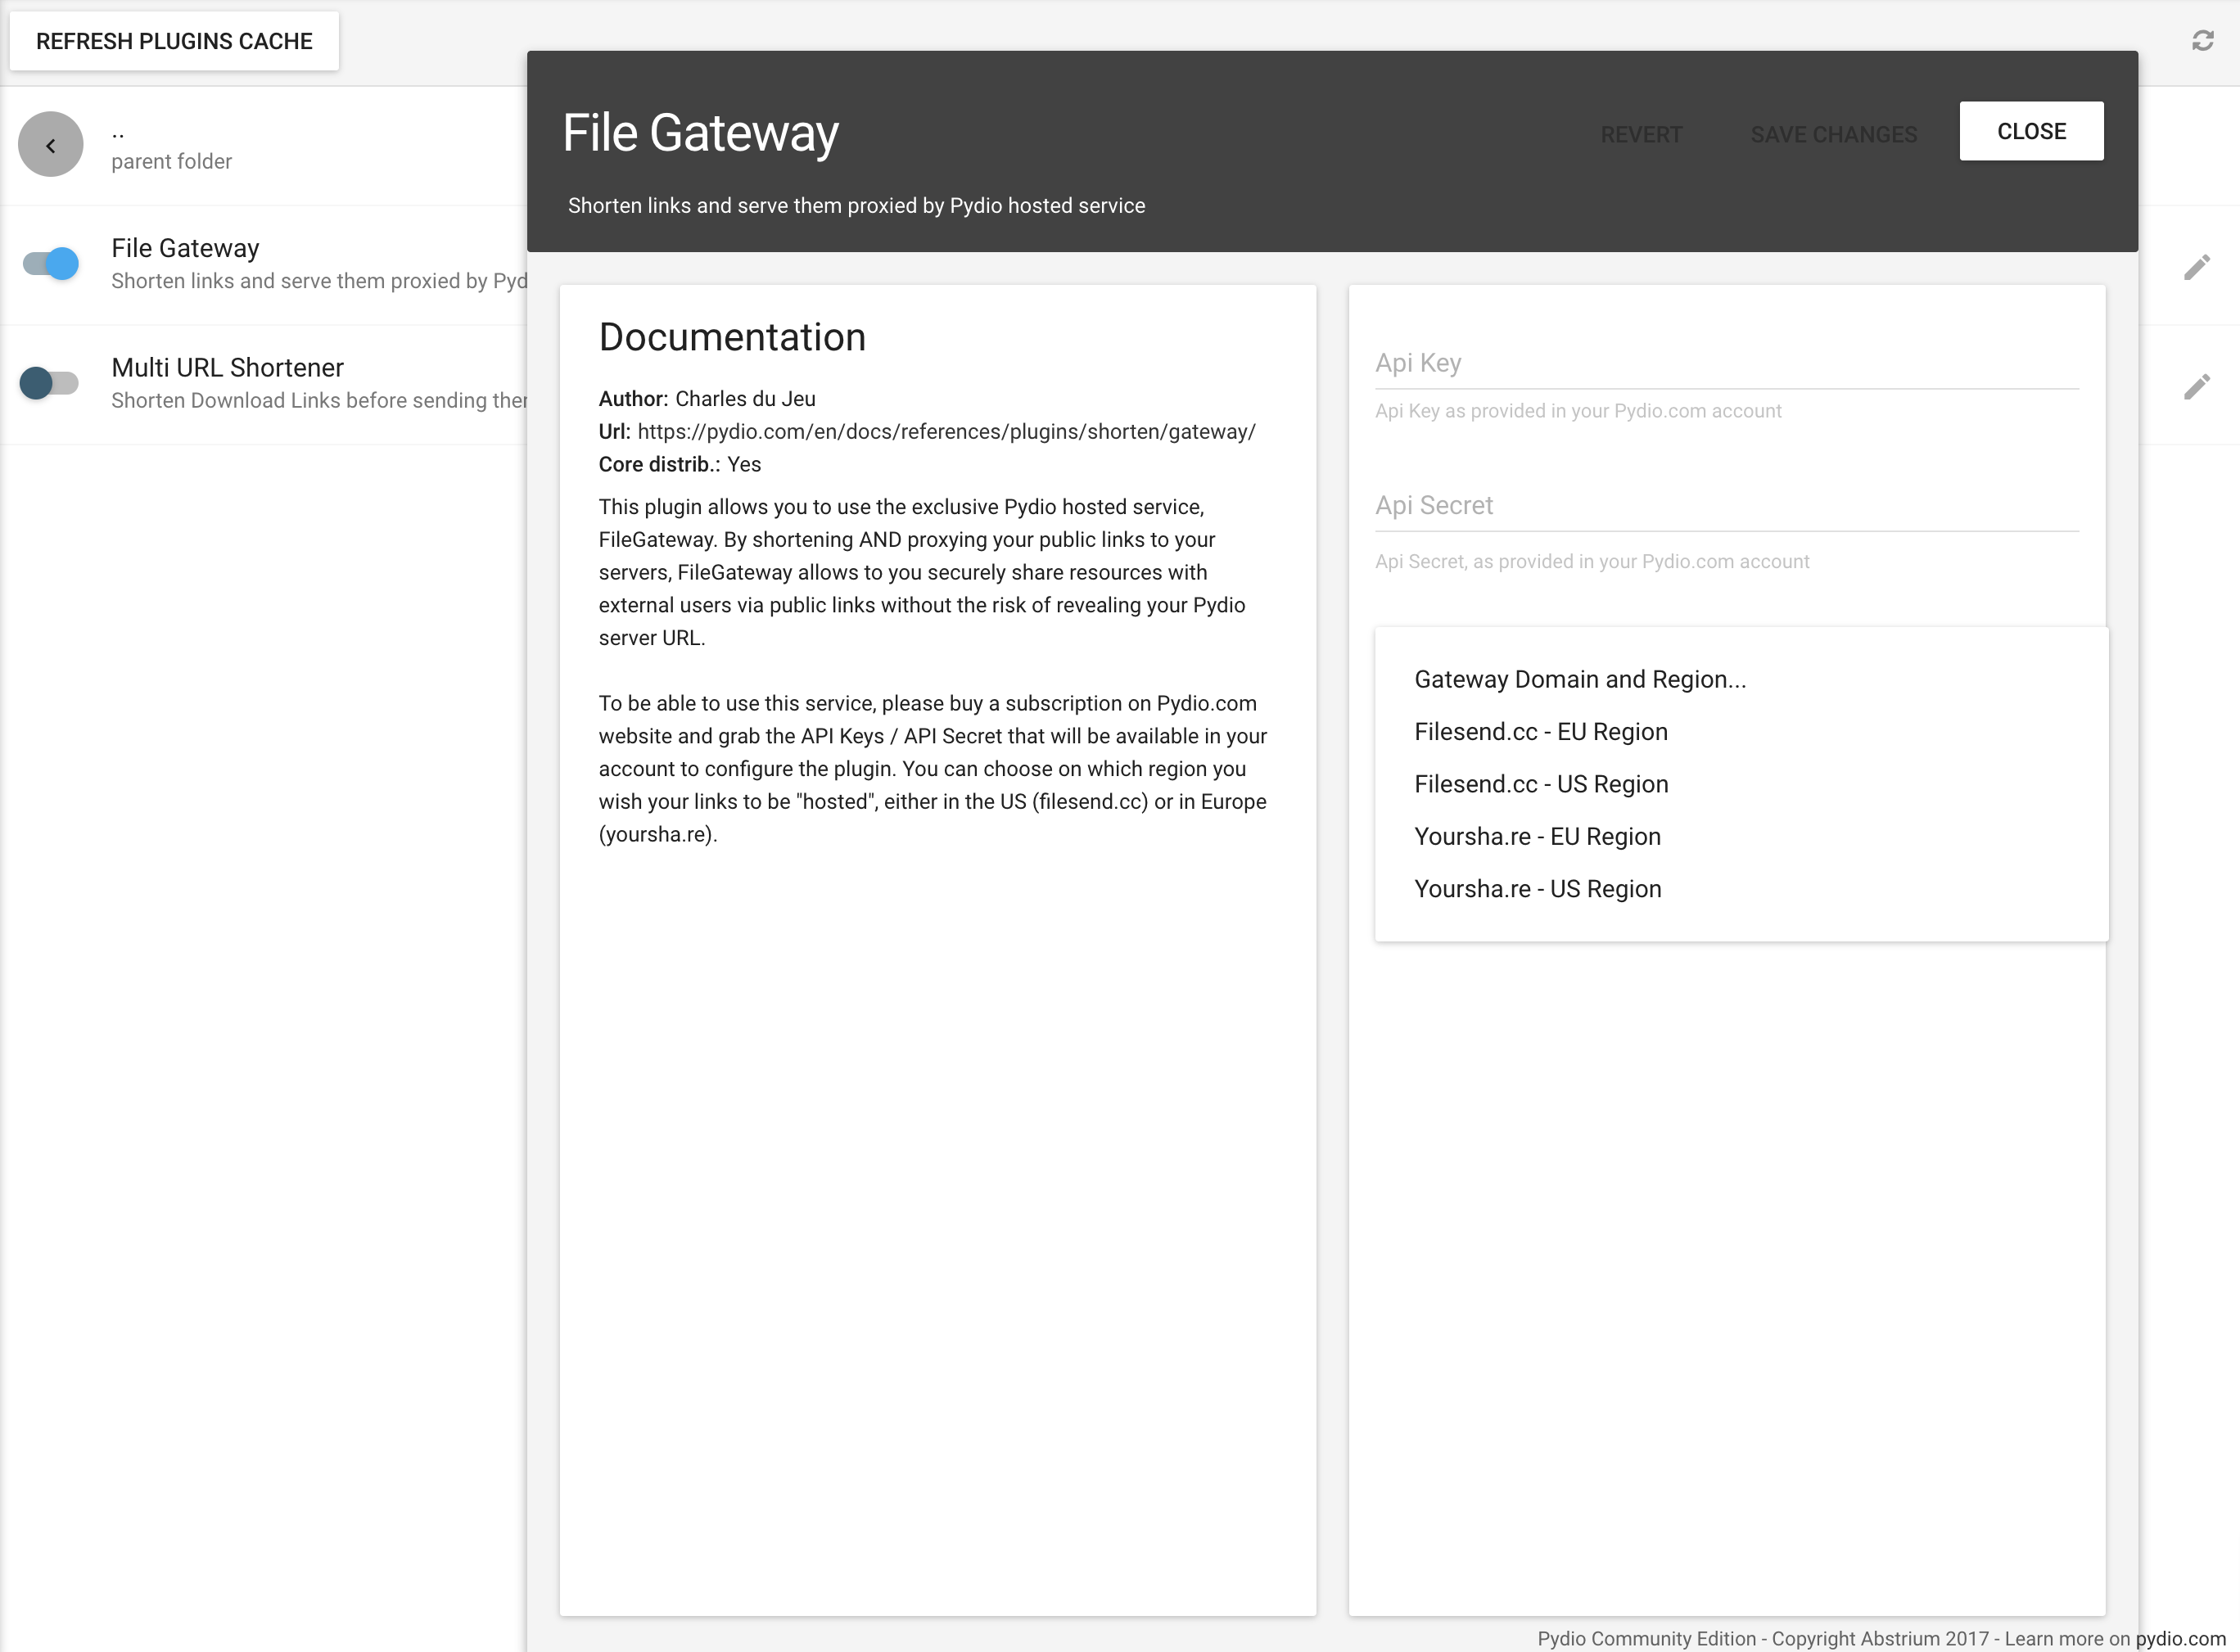 REFRESH PLUGINS CACHE
..
parent folder
File Gateway
Shorten links and serve them proxied by Pyd
Multi URL Shortener
Shorten Download Links before sending ther
File Gateway
REVERT
SAVE CHANGES
CLOSE
Shorten links and serve them proxied by Pydio hosted service
Documentation
Author: Charles du Jeu
Url: https://pydio.com/en/docs/references/plugins/shorten/gateway/
Core distrib.: Yes
This plugin allows you to use the exclusive Pydio hosted service,
FileGateway. By shortening AND proxying your public links to your
servers, FileGateway allows to you securely share resources with
external users via public links without the risk of revealing your Pydio
server URL.
To be able to use this service, please buy a subscription on Pydio.com
website and grab the API Keys / API Secret that will be available in your
account to configure the plugin. You can choose on which region you
wish your links to be "hosted", either in the US (filesend.cc) or in Europe
(yoursha.re).
Api Key
Api Key as provided in your Pydio.com account
Api Secret
Api Secret, as provided in your Pydio.com account
Gateway Domain and Region...
Filesend.cc - EU Region
Filesend.cc - US Region
Yoursha.re - EU Region
Yoursha.re - US Region
Pydio Community Edition - Copyright Abstrium 2017 - Learn more on pydio.com